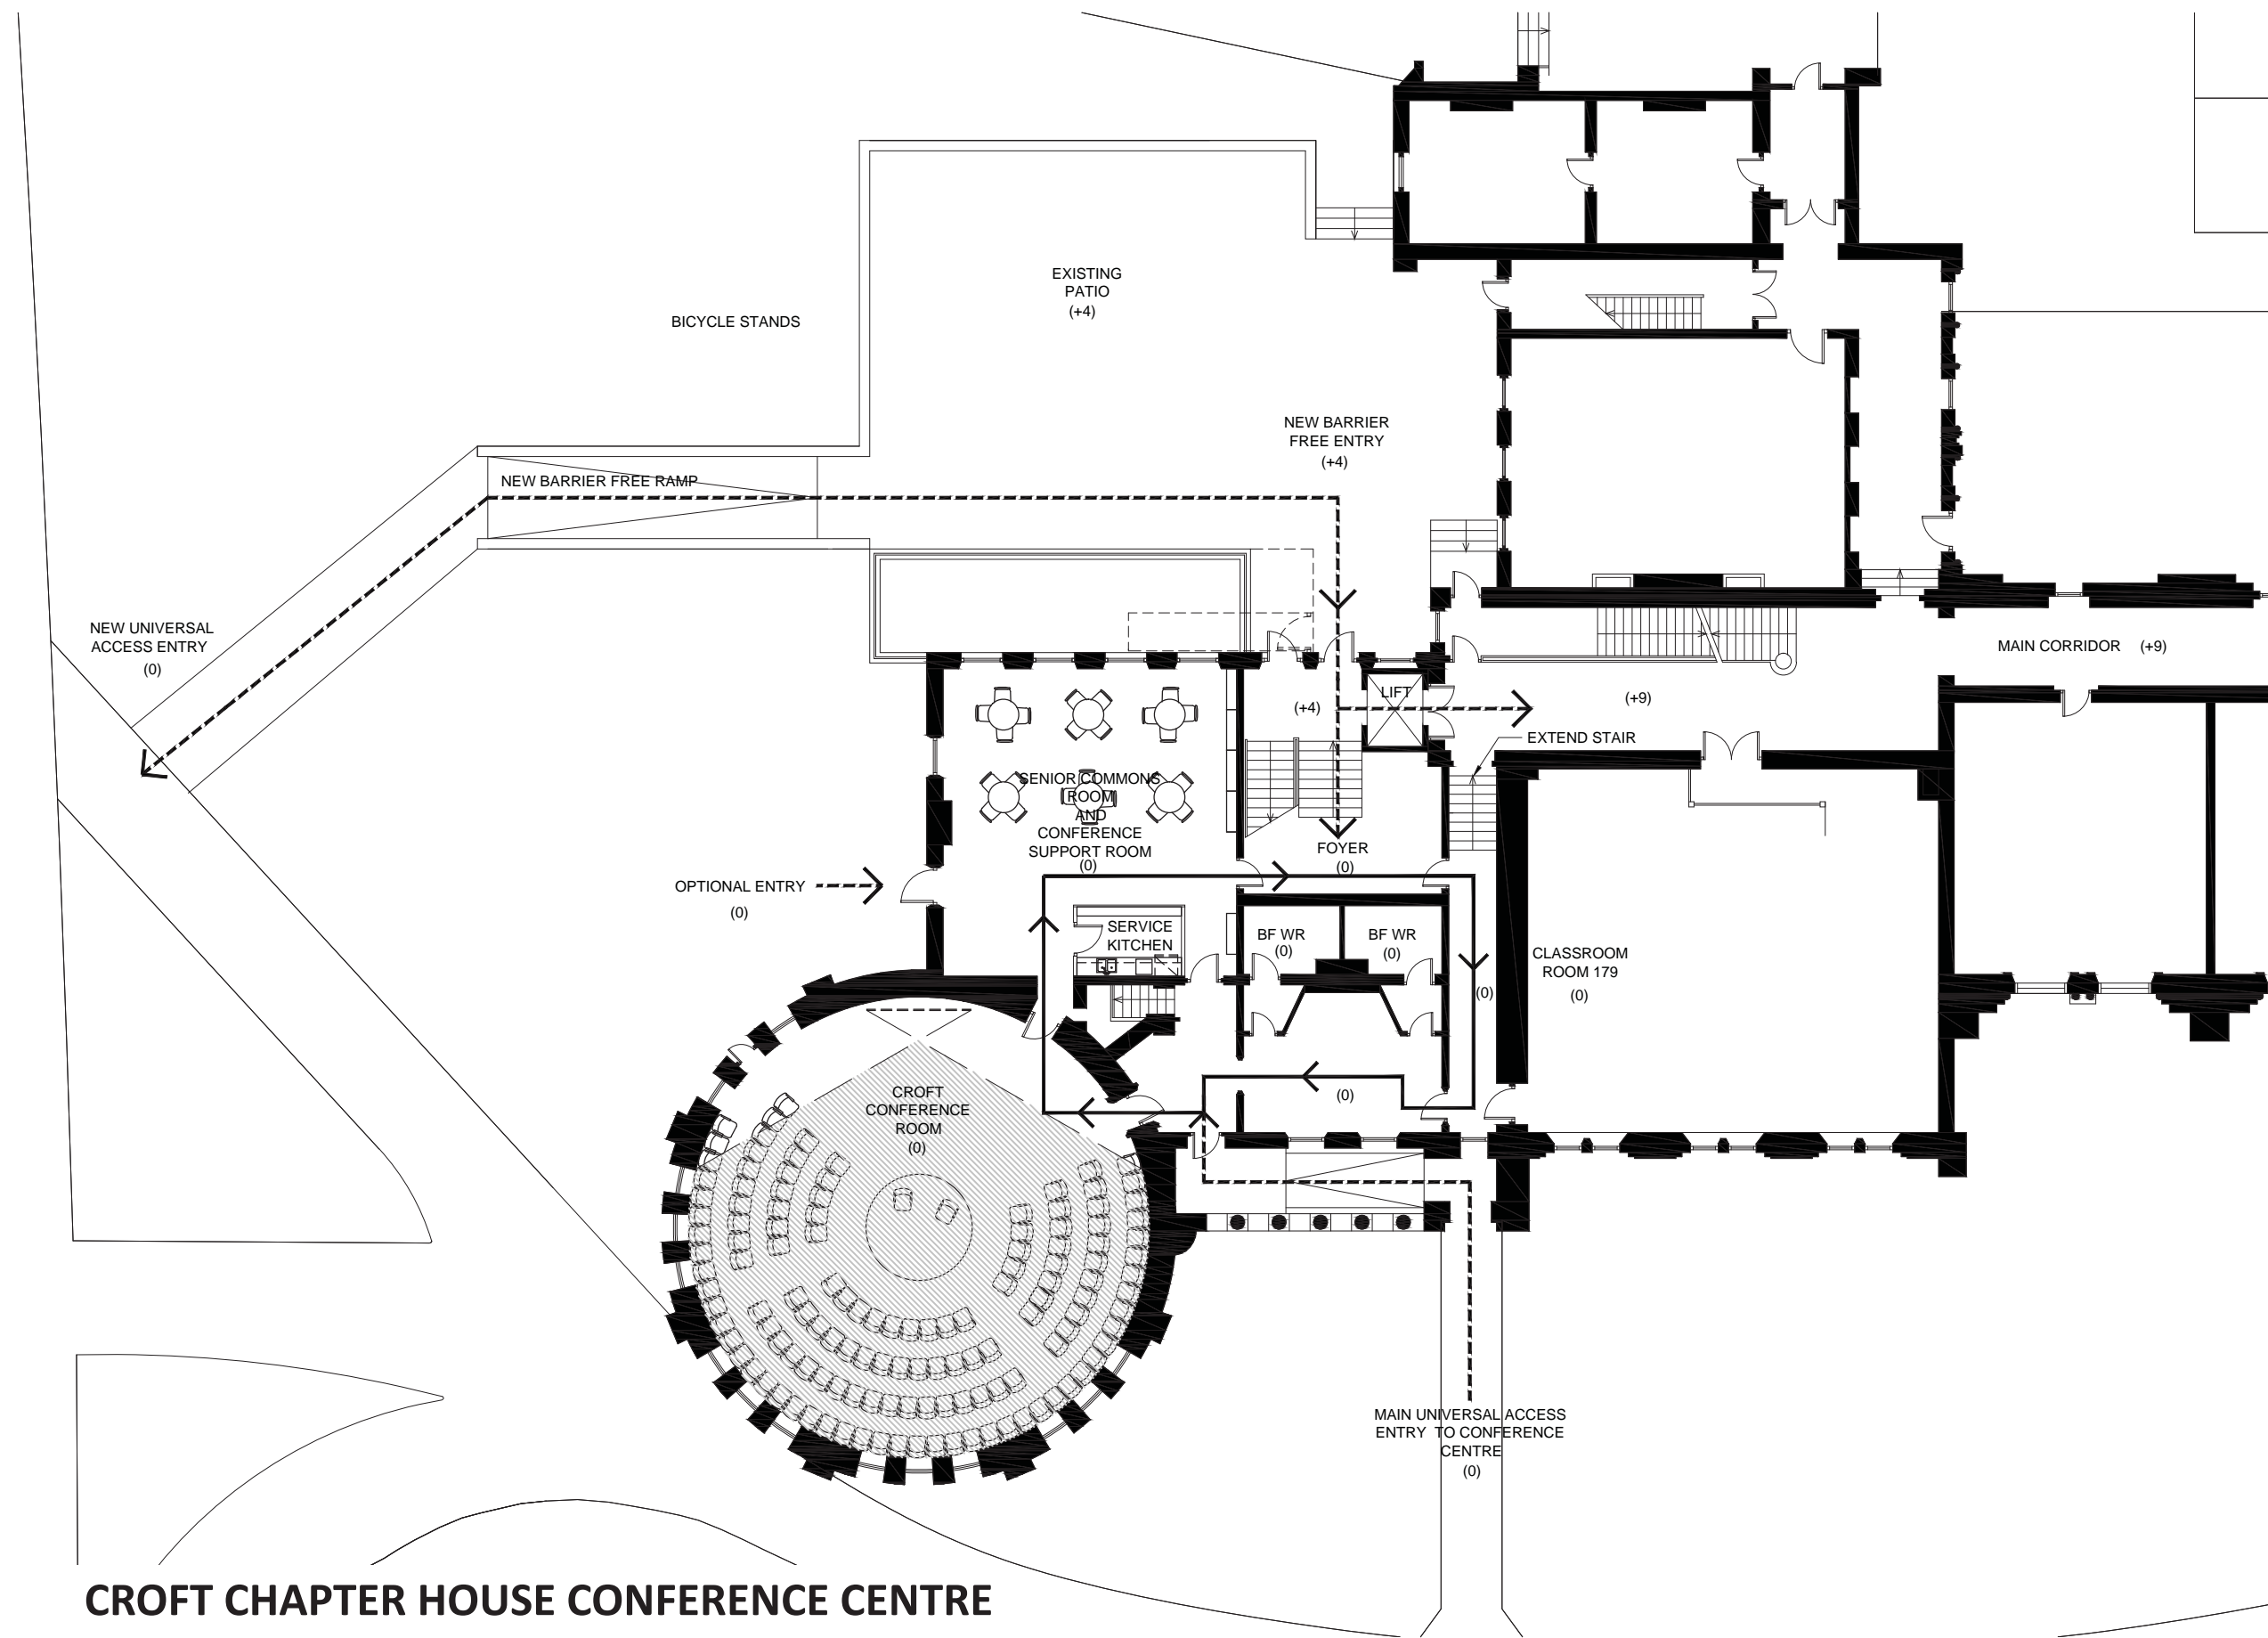 EXISTING
PATIO
(+4)
BICYCLE STANDS
NEW BARRIER
FREE ENTRY
(+4)
NEW BARRIER FREE RAMP
NEW UNIVERSAL
ACCESS ENTRY
(0)
MAIN CORRIDOR (+9)
LIFT
(+4)
(+9)
EXTEND STAIR
SENIOR COMMONS
ROOM
AND
CONFERENCE
SUPPORT ROOM
(0)
FOYER
(0)
OPTIONAL ENTRY
(0)
SERVICE
KITCHEN
BF WR
(0)
BF WR
(0)
CLASSROOM
ROOM 179
(0)
(0)
CROFT
CONFERENCE
ROOM
(0)
(0)
MAIN UNIVERSAL ACCESS
ENTRY TO CONFERENCE
CENTRE
(0)
CROFT CHAPTER HOUSE CONFERENCE CENTRE